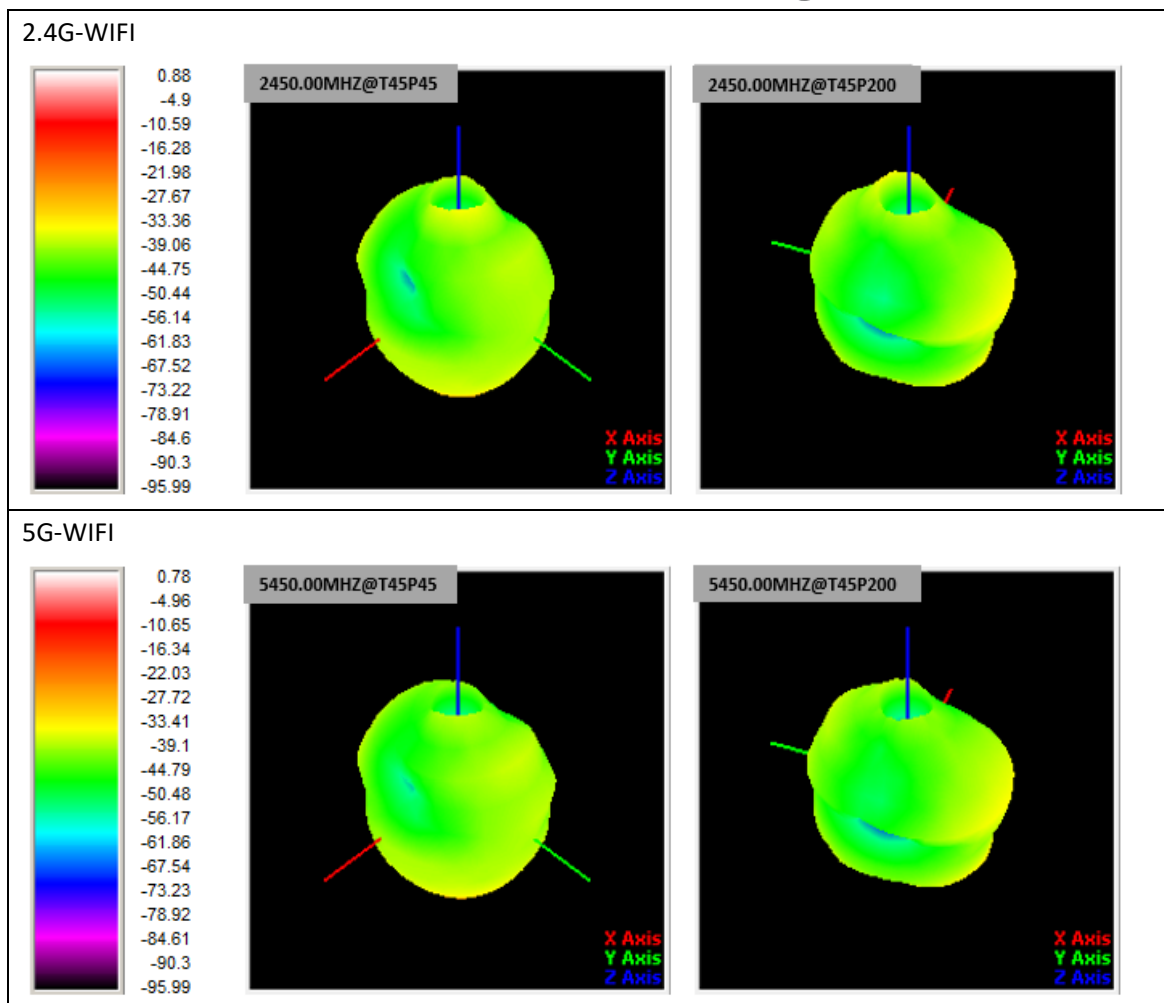 2.4G-WIFI
0.88
-4.9
-10.59
-16.28
-21.98
-27.67
-33.36
-39.06
-44.75
-50.44
-56.14
-61.83
-67.52
-73.22
-78.91
-84.6
-90.3
-95.99
2450.00MHZ@T45P45
X Axis
Y Axis
Z Axis
2450.00MHZ@T45P200
X Axis
Y Axis
Z Axis
5G-WIFI
0.78
-4.96
-10.65
-16.34
-22.03
-27.72
-33.41
-39.1
-44.79
-50.48
-56.17
-61.86
-67.54
-73.23
-78.92
-84.61
-90.3
-95.99
5450.00MHZ@T45P45
X Axis
Y Axis
Z Axis
5450.00MHZ@T45P200
X Axis
Y Axis
Z Axis